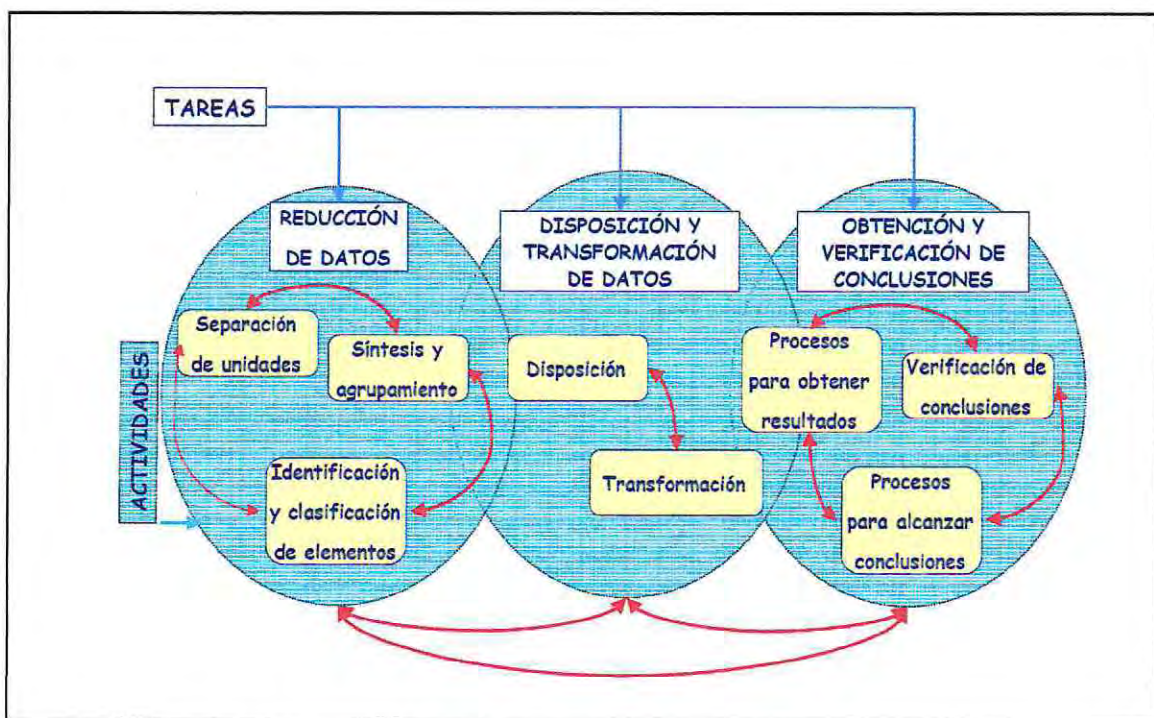 TAREAS
REDUCCIÓN
DE DATOS
DISPOSICIÓN Y
TRANSFORMACIÓN
DE DATOS
OBTENCIÓN Y
VERIFICACIÓN DE
CONCLUSIONES
ACTIVIDADES
Separación
de unidades
Síntesis y
agrupamiento
Identificación
y clasificación
de elementos
Disposición
Transformación
Procesos
para obtener
resultados
Verificación de
conclusiones
Procesos
para alcanzar
conclusiones